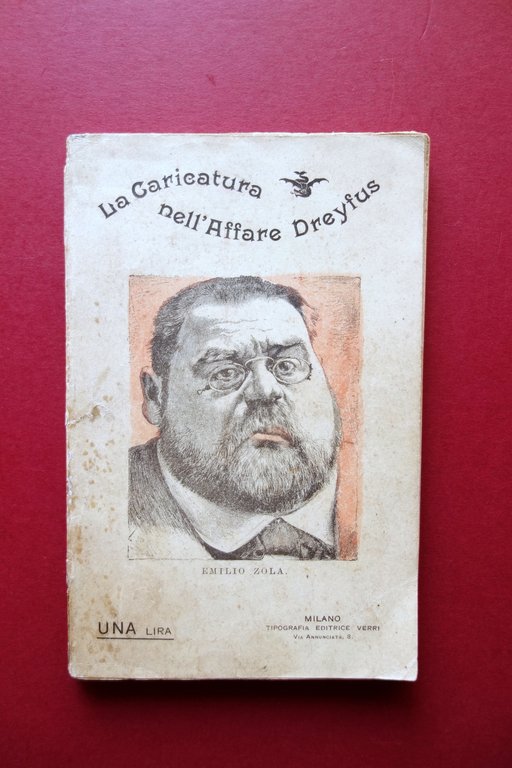 La Caricatura
nell'Affare Dreyfus
EMILIO ZOLA.
UNA LIRA
MILANO
TIPOGRAFIA EDITRICE VERRI
VIA ANNUNCIATA, 8.